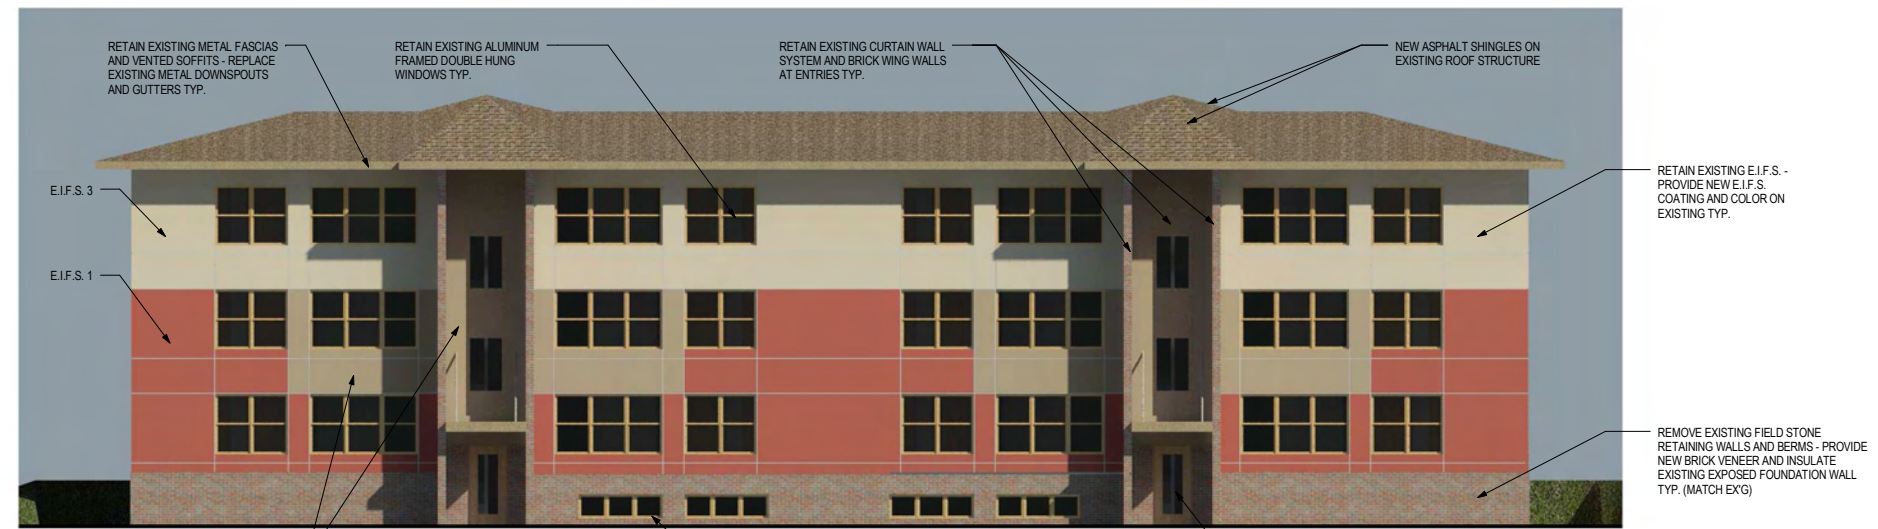 RETAIN EXISTING METAL FASCIAS
AND VENTED SOFFITS - REPLACE
EXISTING METAL DOWNSPOUTS
AND GUTTERS TYP.
RETAIN EXISTING ALUMINUM
FRAMED DOUBLE HUNG
WINDOWS TYP.
RETAIN EXISTING CURTAIN WALL
SYSTEM AND BRICK WING WALLS
AT ENTRIES TYP.
NEW ASPHALT SHINGLES ON
EXISTING ROOF STRUCTURE
E.I.F.S. 3
E.I.F.S. 1
RETAIN EXISTING E.I.F.S. -
PROVIDE NEW E.I.F.S.
COATING AND COLOR ON
EXISTING TYP.
REMOVE EXISTING FIELD STONE
RETAINING WALLS AND BERMS - PROVIDE
NEW BRICK VENEER AND INSULATE
EXISTING EXPOSED FOUNDATION WALL
TYP. (MATCH EX'G)